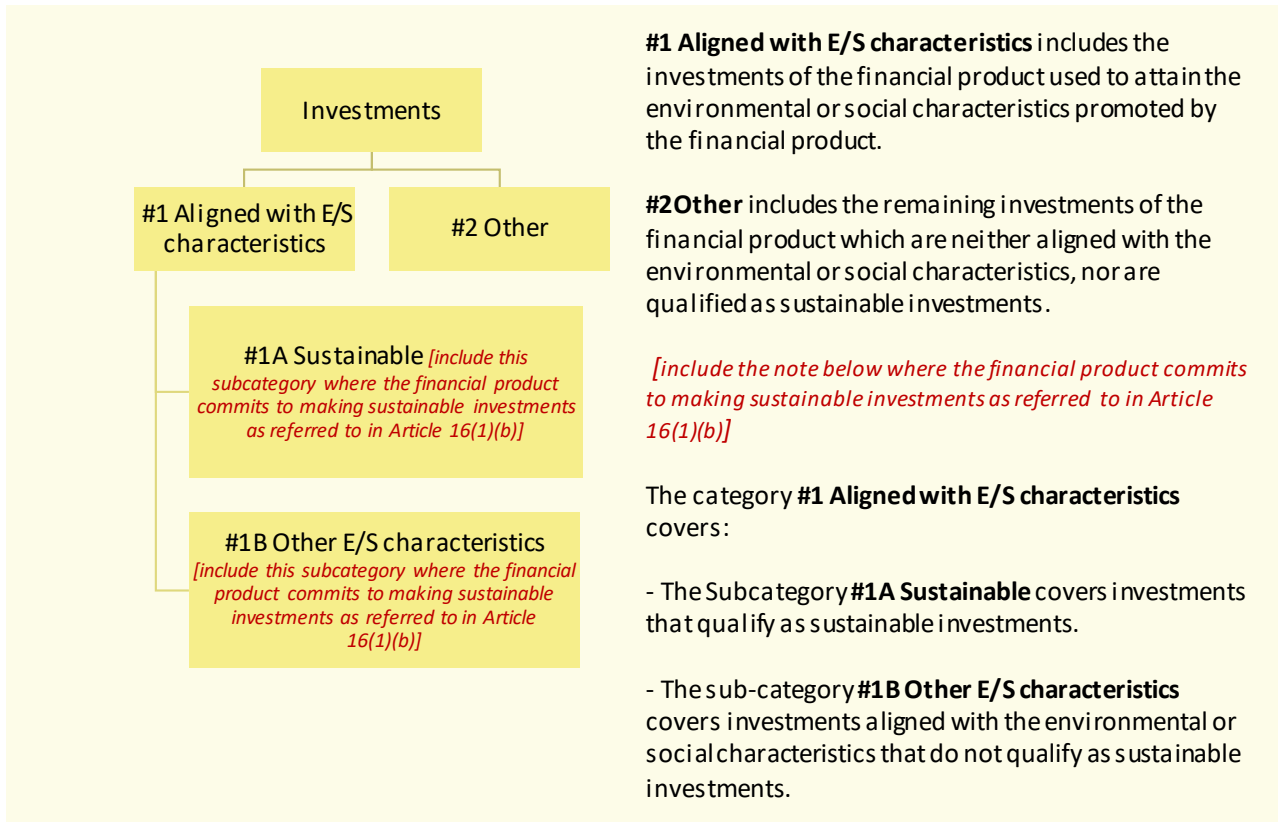 Investments
#1 Aligned with E/S
characteristics
#2 Other
#1A Sustainable [include this
subcategory where the financial product
commits to making sustainable investments
as referred to in Article 16(1)(b)]
#1B Other E/S characteristics
[include this subcategory where the financial
product commits to making sustainable
investments as referred to in Article
16(1)(b)]
#1 Aligned with E/S characteristics includes the
investments of the financial product used to attain the
environmental or social characteristics promoted by
the financial product.
#2Other includes the remaining investments of the
financial product which are neither aligned with the
environmental or social characteristics, nor are
qualified as sustainable investments.
[include the note below where the financial product commits
to making sustainable investments as referred to in Article
16(1)(b)]
The category #1 Aligned with E/S characteristics
covers:
- The Subcategory #1A Sustainable covers investments
that qualify as sustainable investments.
- The sub-category #1B Other E/S characteristics
covers investments aligned with the environmental or
social characteristics that do not qualify as sustainable
investments.